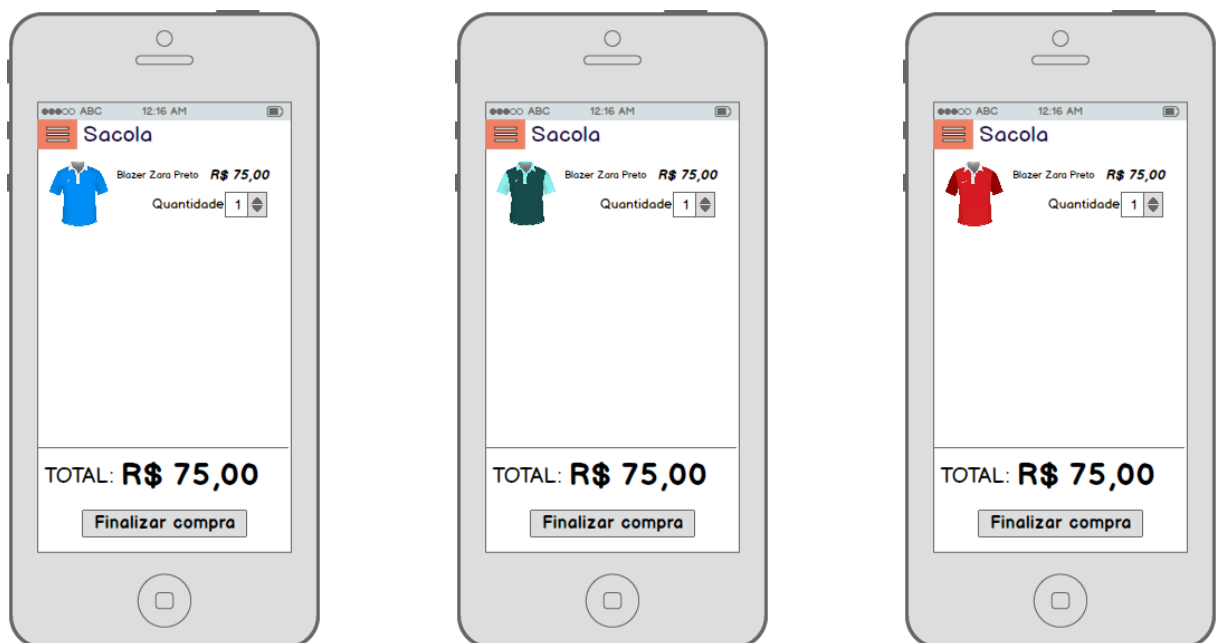 ABC 12:16 AM
Sacola
Blazer Zara Preto R$ 75,00
Quantidade 1
TOTAL: R$ 75,00
Finalizar compra
ABC 12:16 AM
Sacola
Blazer Zara Preto R$ 75,00
Quantidade 1
TOTAL: R$ 75,00
Finalizar compra
ABC 12:16 AM
Sacola
Blazer Zara Preto R$ 75,00
Quantidade 1
TOTAL: R$ 75,00
Finalizar compra